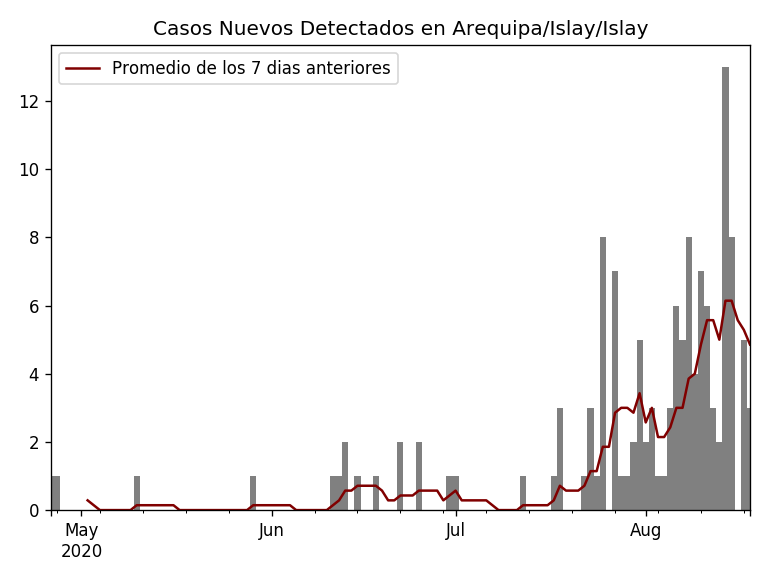 Casos Nuevos Detectados en Arequipa/Islay/Islay
Promedio de los 7 dias anteriores
12
10
8
6
4
2
0
May Jun Jul Aug
2020